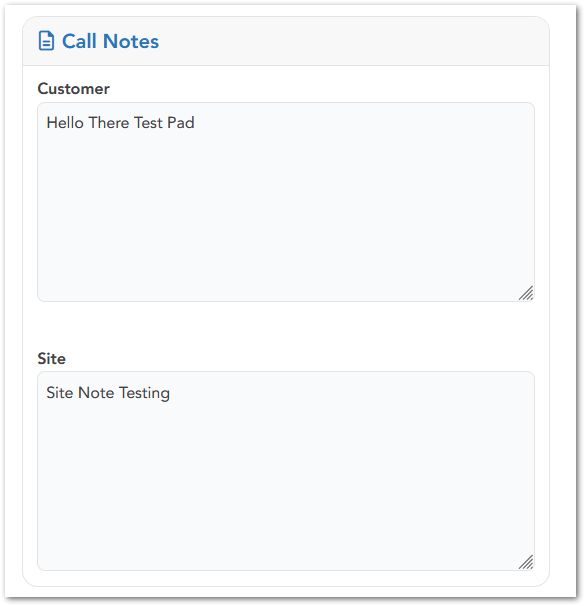 Call Notes
Customer
Hello There Test Pad
Site
Site Note Testing